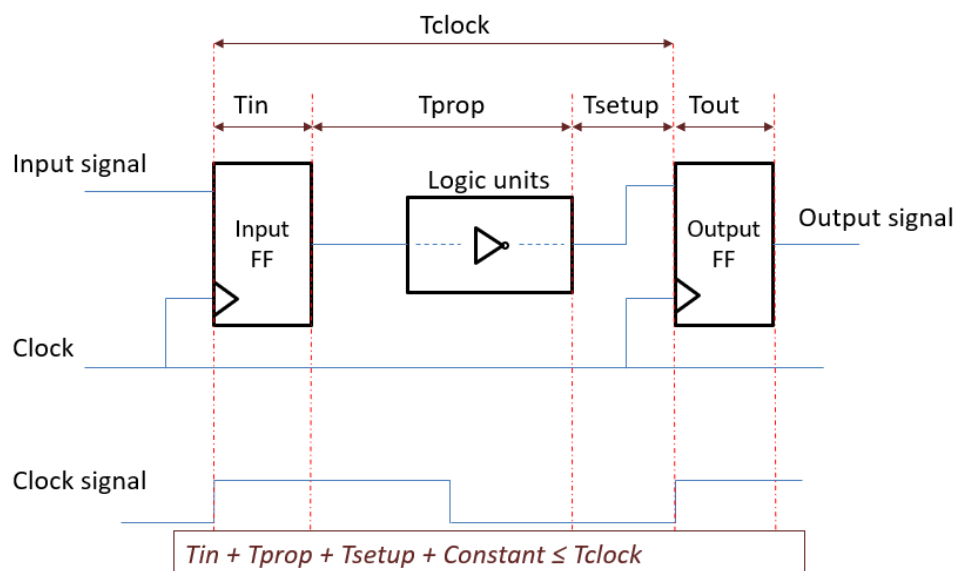 Tclock
Tin
Tprop
Tsetup
Tout
Input signal
Logic units
Output signal
Input
FF
Output
FF
Clock
Clock signal
Tin + Tprop + Tsetup + Constant ≤ Tclock